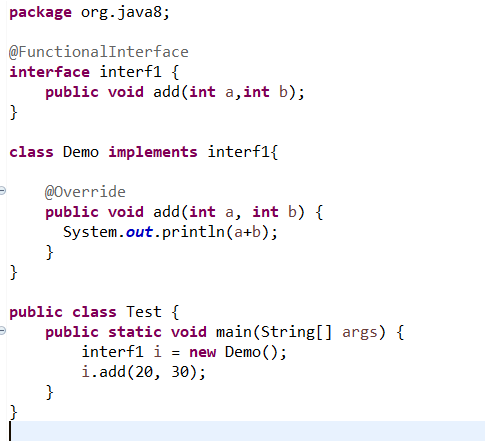 package org.java8;
@FunctionalInterface
interface interf1 {
public void add(int a,int b);
}
class Demo implements interf1{
@Override
public void add(int a, int b) {
System.out.println(a+b);
}
}
public class Test {
public static void main(String[] args) {
interf1 i = new Demo();
i.add(20, 30);
}
}